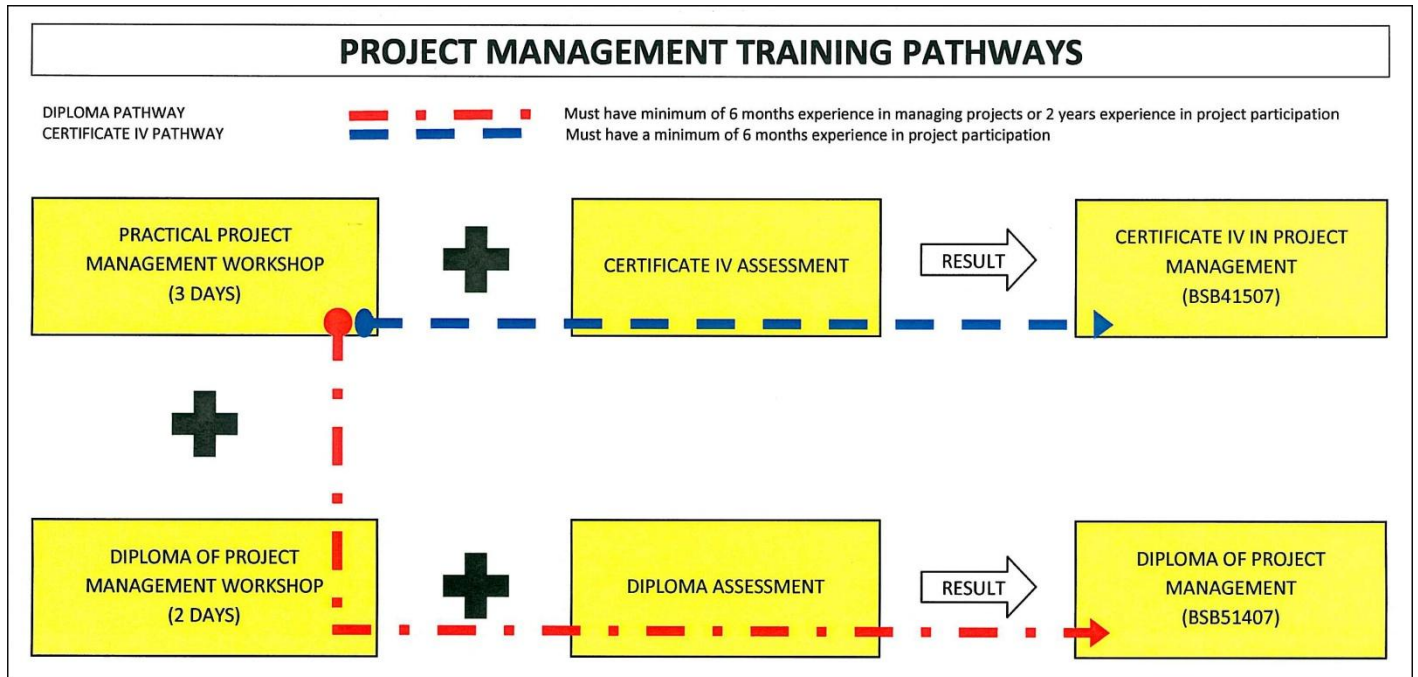 PROJECT MANAGEMENT TRAINING PATHWAYS
DIPLOMA PATHWAY
Must have minimum of 6 months experience in managing projects or 2 years experience in project participation
CERTIFICATE IV PATHWAY
Must have a minimum of 6 months experience in project participation
PRACTICAL PROJECT
MANAGEMENT WORKSHOP
(3 DAYS)
CERTIFICATE IV ASSESSMENT
RESULT
CERTIFICATE IV IN PROJECT
MANAGEMENT
(BSB41507)
DIPLOMA OF PROJECT
MANAGEMENT WORKSHOP
(2 DAYS)
DIPLOMA ASSESSMENT
RESULT
DIPLOMA OF PROJECT
MANAGEMENT
(BSB51407)